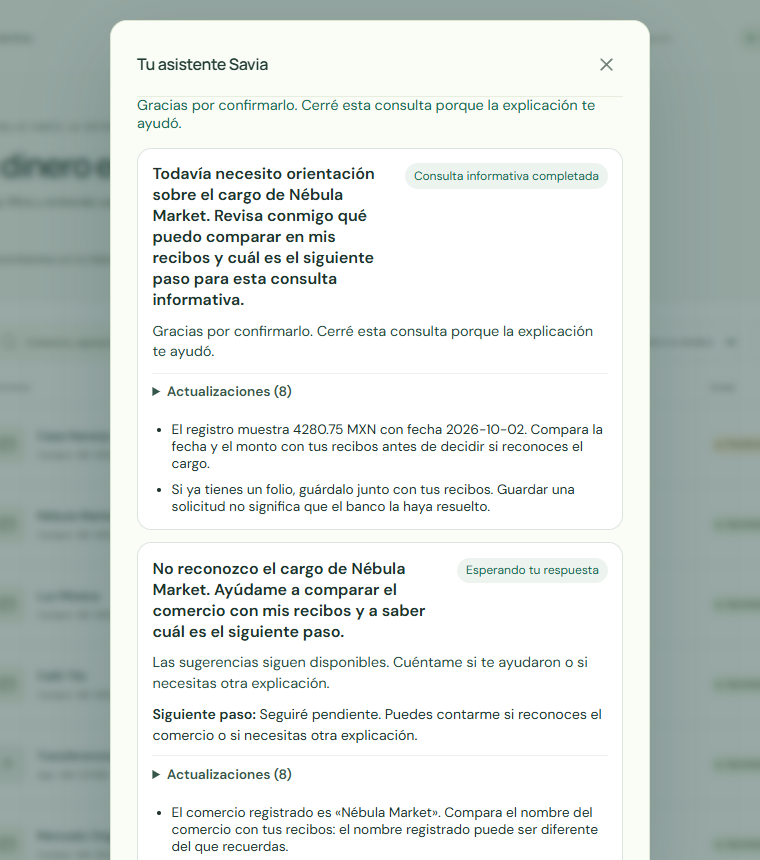 Tu asistente Savia
Gracias por confirmarlo. Cerré esta consulta porque la explicación te
ayudó.
Todavía necesito orientación
sobre el cargo de Nébula
Market. Revisa conmigo qué
puedo comparar en mis
recibos y cuál es el siguiente
paso para esta consulta
informativa.
Consulta informativa completada
Gracias por confirmarlo. Cerré esta consulta porque la explicación
te ayudó.
Actualizaciones (8)
El registro muestra 4280.75 MXN con fecha 2026-10-02. Compara la
fecha y el monto con tus recibos antes de decidir si reconoces el
cargo.
Si ya tienes un folio, guárdalo junto con tus recibos. Guardar una
solicitud no significa que el banco la haya resuelto.
No reconozco el cargo de Nébula
Market. Ayúdame a comparar el
comercio con mis recibos y a saber
cuál es el siguiente paso.
Esperando tu respuesta
Las sugerencias siguen disponibles. Cuéntame si te ayudaron o si
necesitas otra explicación.
Siguiente paso: Seguiré pendiente. Puedes contarme si reconoces el
comercio o si necesitas otra explicación.
Actualizaciones (8)
El comercio registrado es «Nébula Market». Compara el nombre del
comercio con tus recibos: el nombre registrado puede ser diferente
del que recuerdas.
dinero e